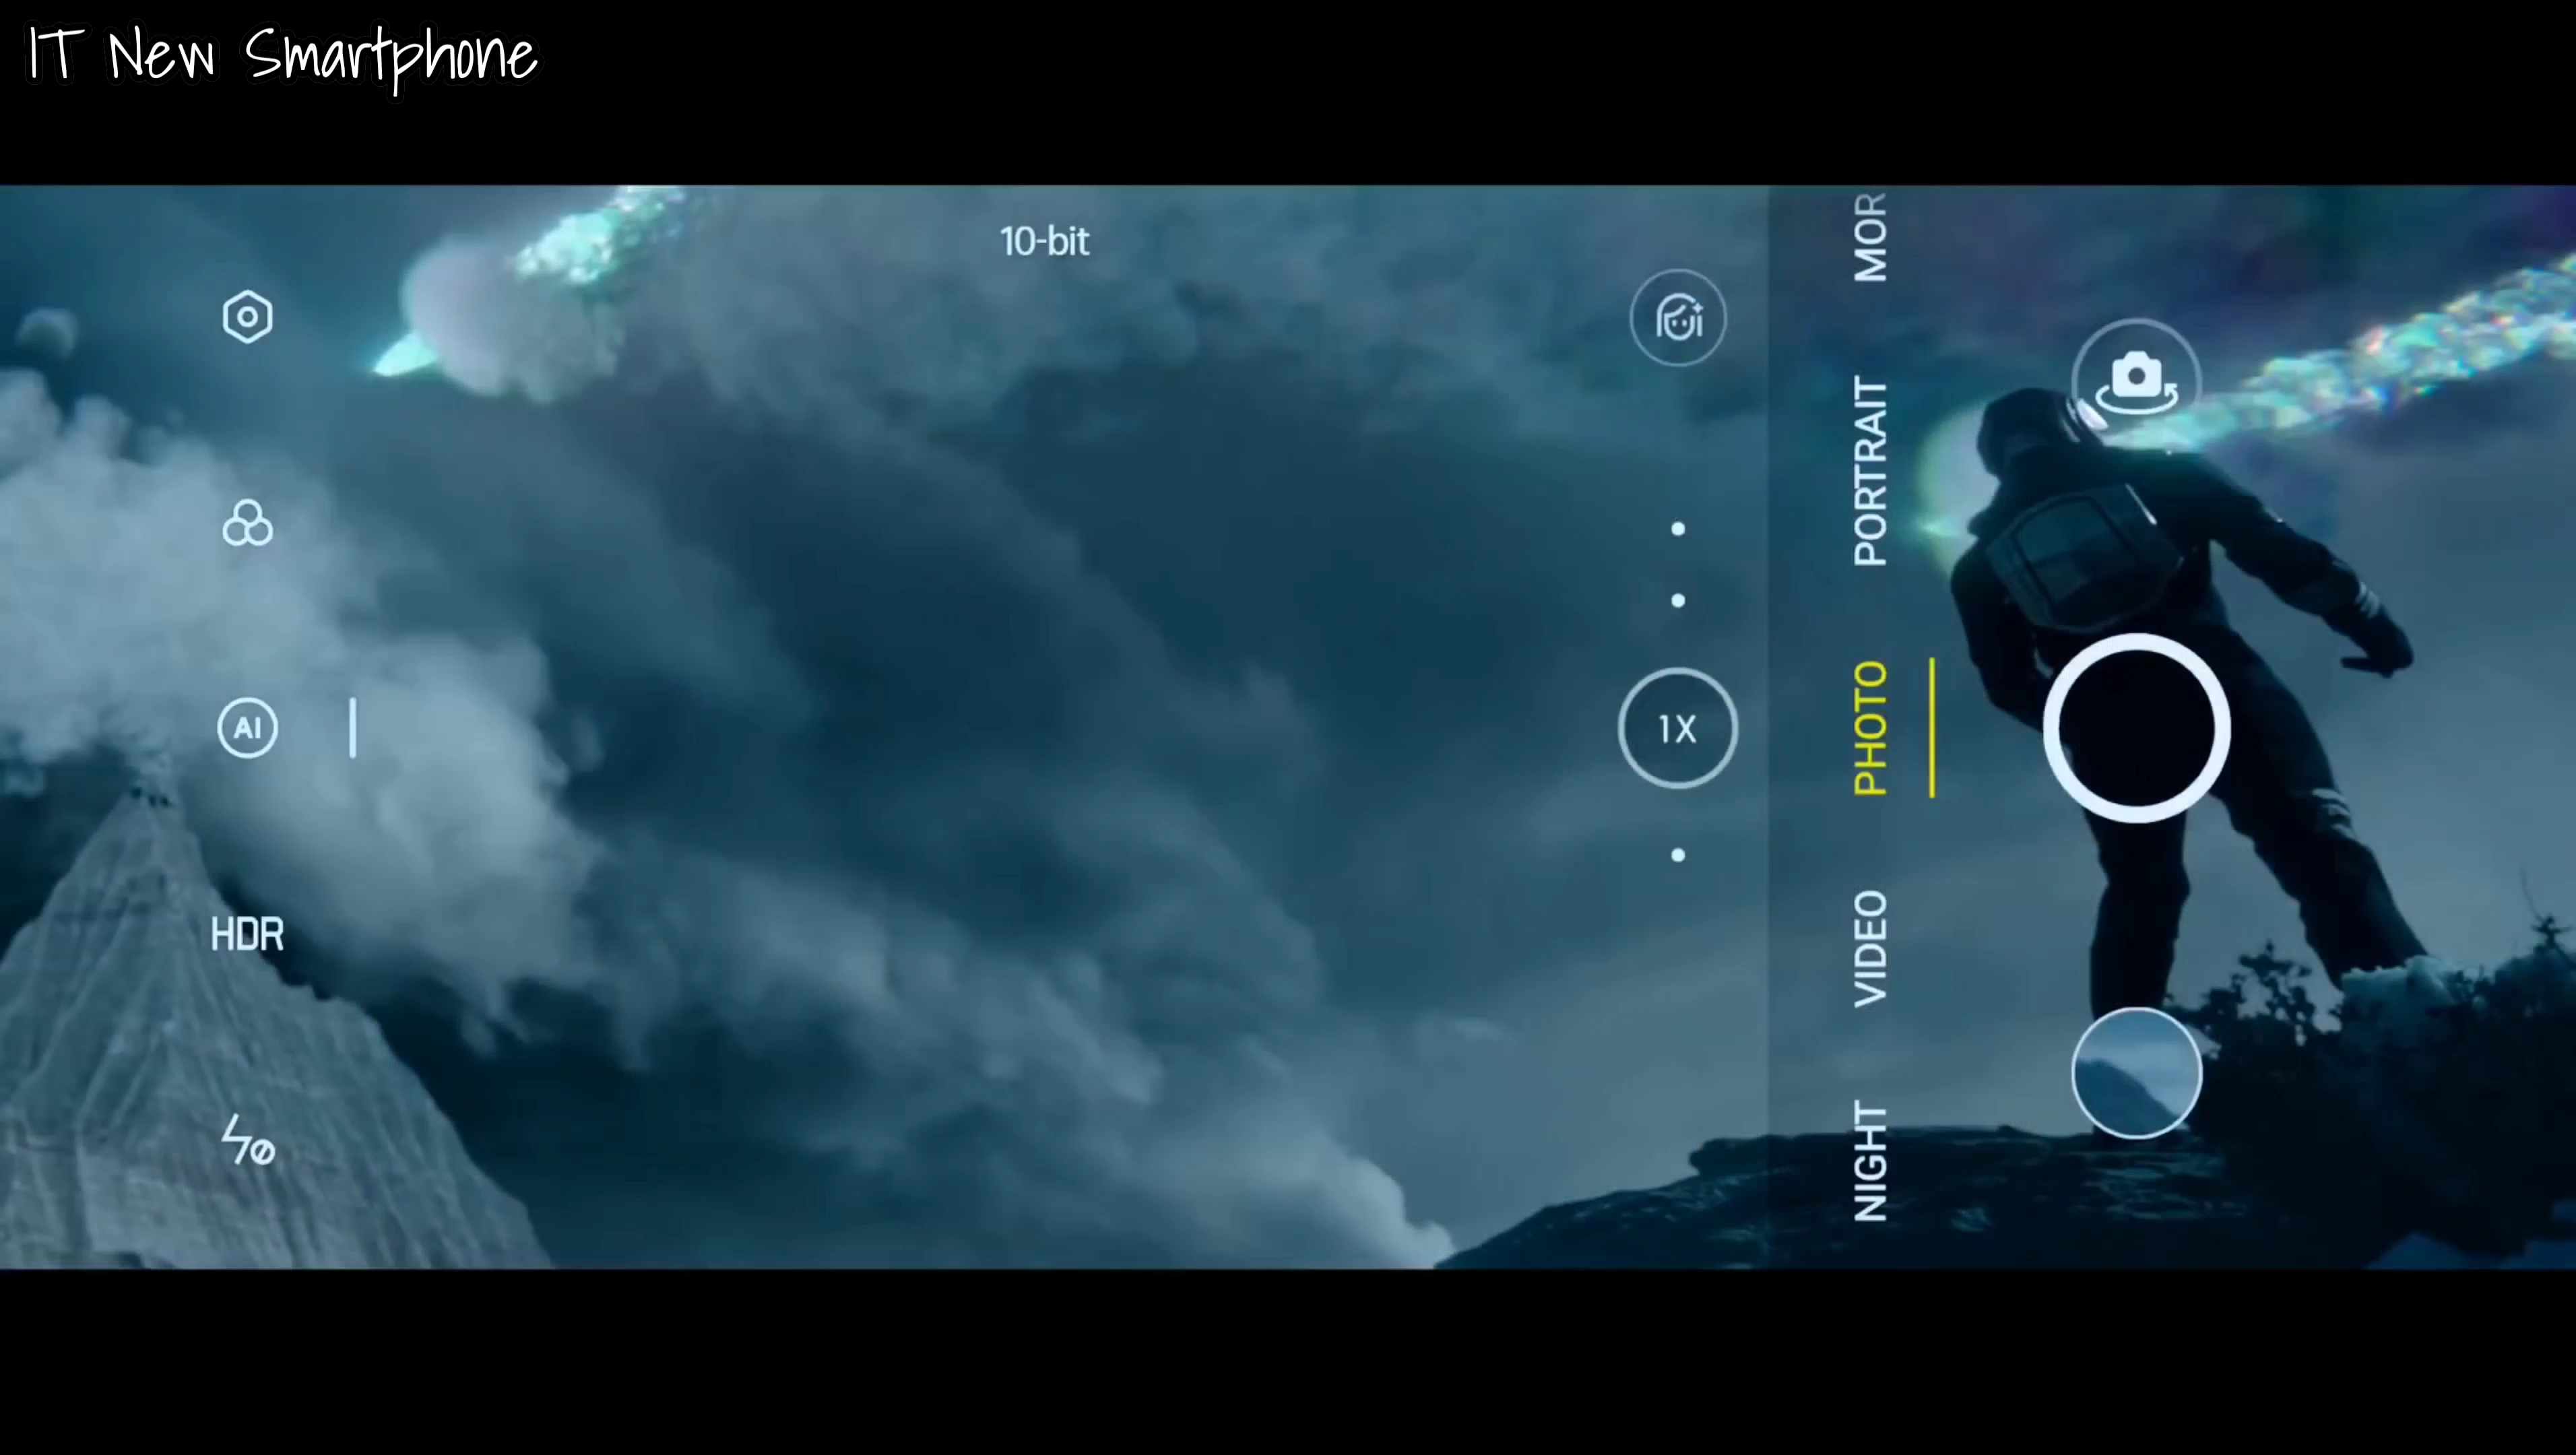 IT New Smartphone
10-bit
MOR
PORTRAIT
PHOTO
VIDEO
NIGHT
1X
AI
HDR